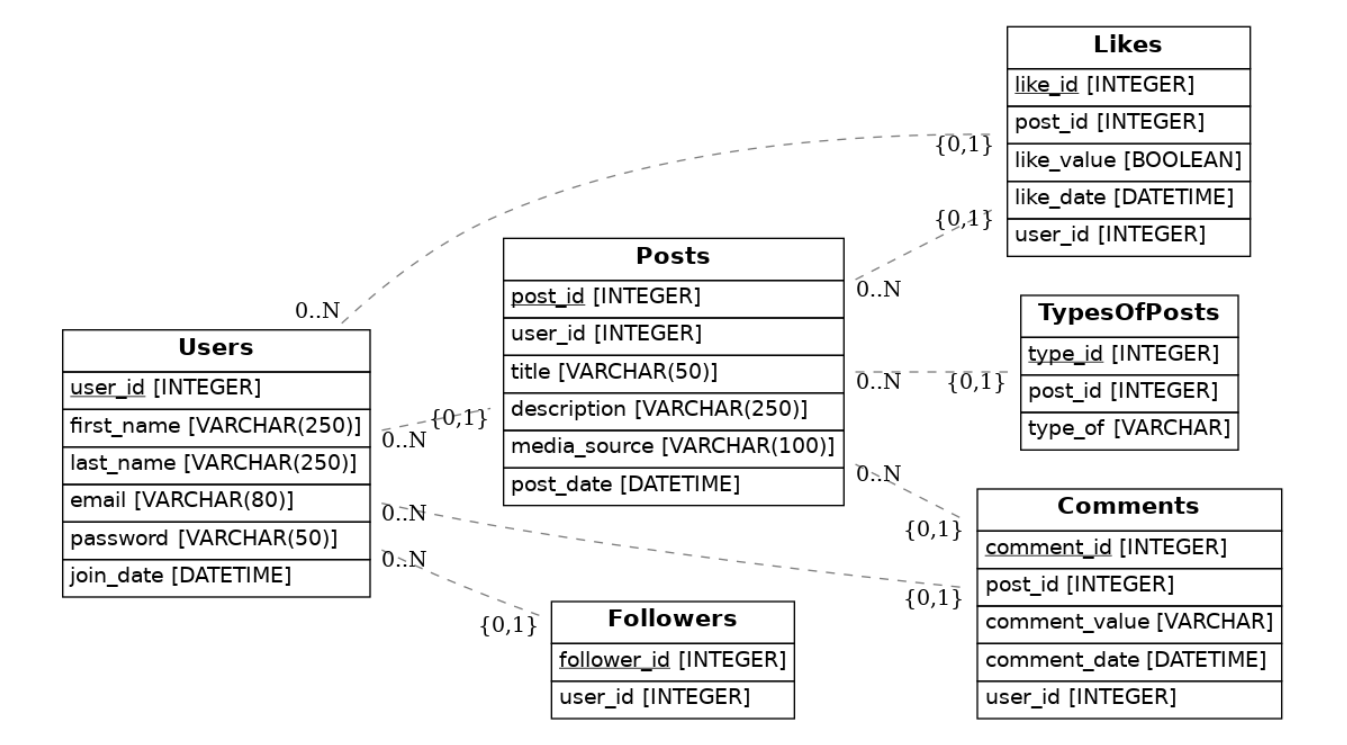 Likes
like_id [INTEGER]
post_id [INTEGER]
like_value [BOOLEAN]
like_date [DATETIME]
user_id [INTEGER]
{0,1}
{0,1}
0..N
Posts
post_id [INTEGER]
user_id [INTEGER]
title [VARCHAR(50)]
description [VARCHAR(250)]
media_source [VARCHAR(100)]
post_date [DATETIME]
0..N
0..N
0..N
{0,1}
{0,1}
TypesOfPosts
type_id [INTEGER]
post_id [INTEGER]
type_of [VARCHAR]
Users
user_id [INTEGER]
first_name [VARCHAR(250)]
last_name [VARCHAR(250)]
email [VARCHAR(80)]
password [VARCHAR(50)]
join_date [DATETIME]
0..N
0..N
0..N
{0,1}
{0,1}
{0,1}
Comments
comment_id [INTEGER]
post_id [INTEGER]
comment_value [VARCHAR]
comment_date [DATETIME]
user_id [INTEGER]
Followers
follower_id [INTEGER]
user_id [INTEGER]